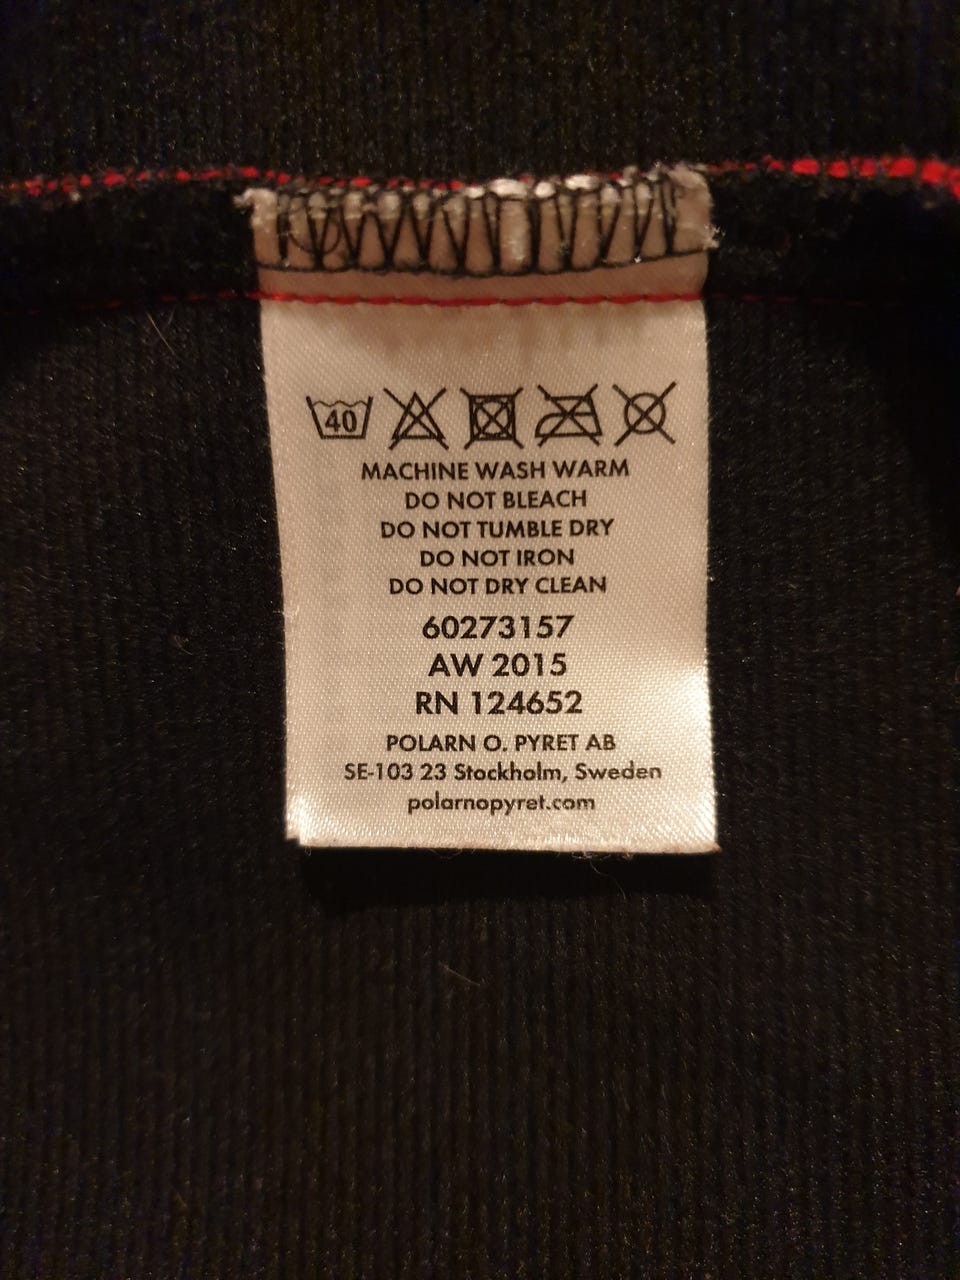 40
MACHINE WASH WARM
DO NOT BLEACH
DO NOT TUMBLE DRY
DO NOT IRON
DO NOT DRY CLEAN
60273157
AW 2015
RN 124652
POLARN O. PYRET AB
SE-103 23 Stockholm, Sweden
polarnopyret.com